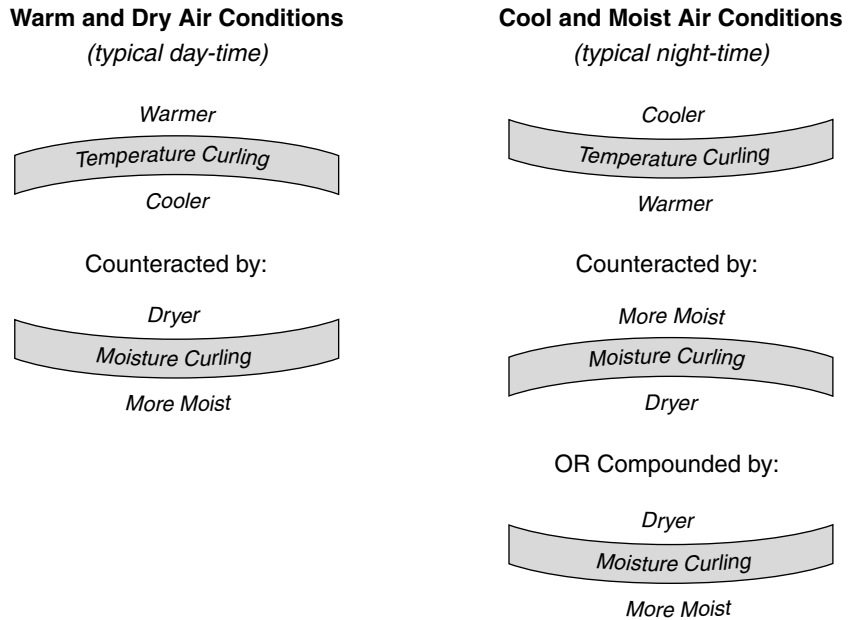 Warm and Dry Air Conditions
(typical day-time)
Warmer
Temperature Curling
Cooler
Counteracted by:
Dryer
Moisture Curling
More Moist
Cool and Moist Air Conditions
(typical night-time)
Cooler
Temperature Curling
Warmer
Counteracted by:
More Moist
Moisture Curling
Dryer
OR Compounded by:
Dryer
Moisture Curling
More Moist